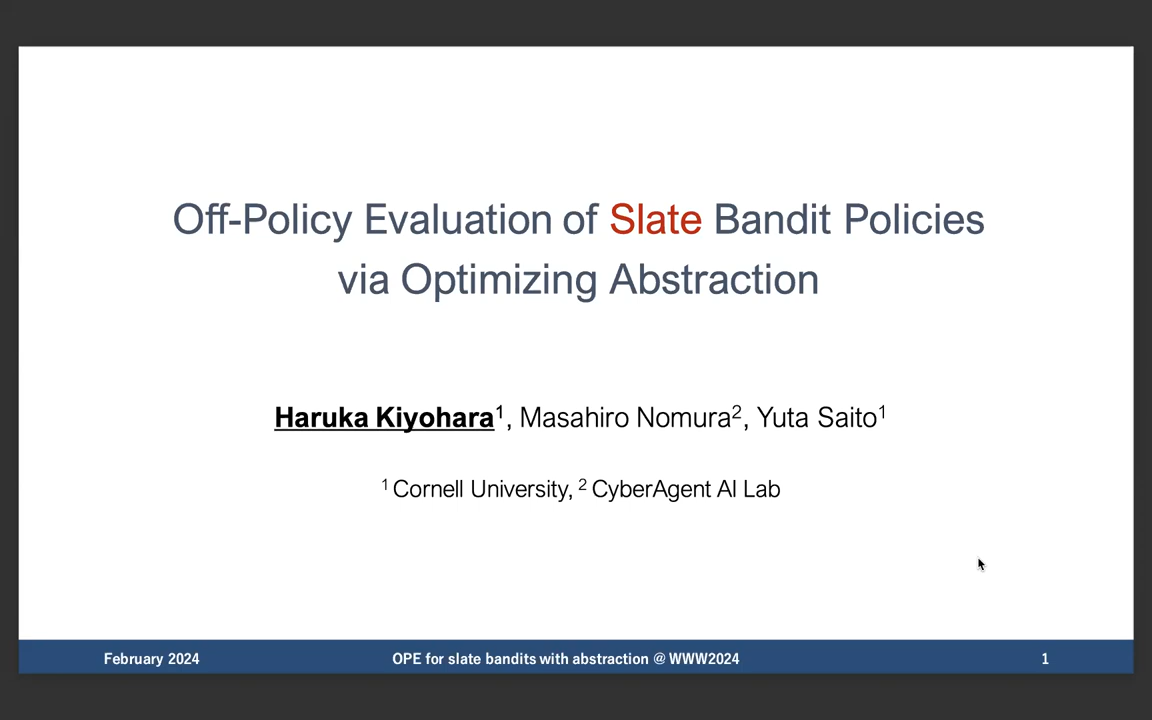 Off-Policy Evaluation of Slate Bandit Policies
via Optimizing Abstraction
Haruka Kiyohara¹, Masahiro Nomura², Yuta Saito¹
¹ Cornell University, ² CyberAgent AI Lab
February 2024
OPE for slate bandits with abstraction @ WWW2024
1